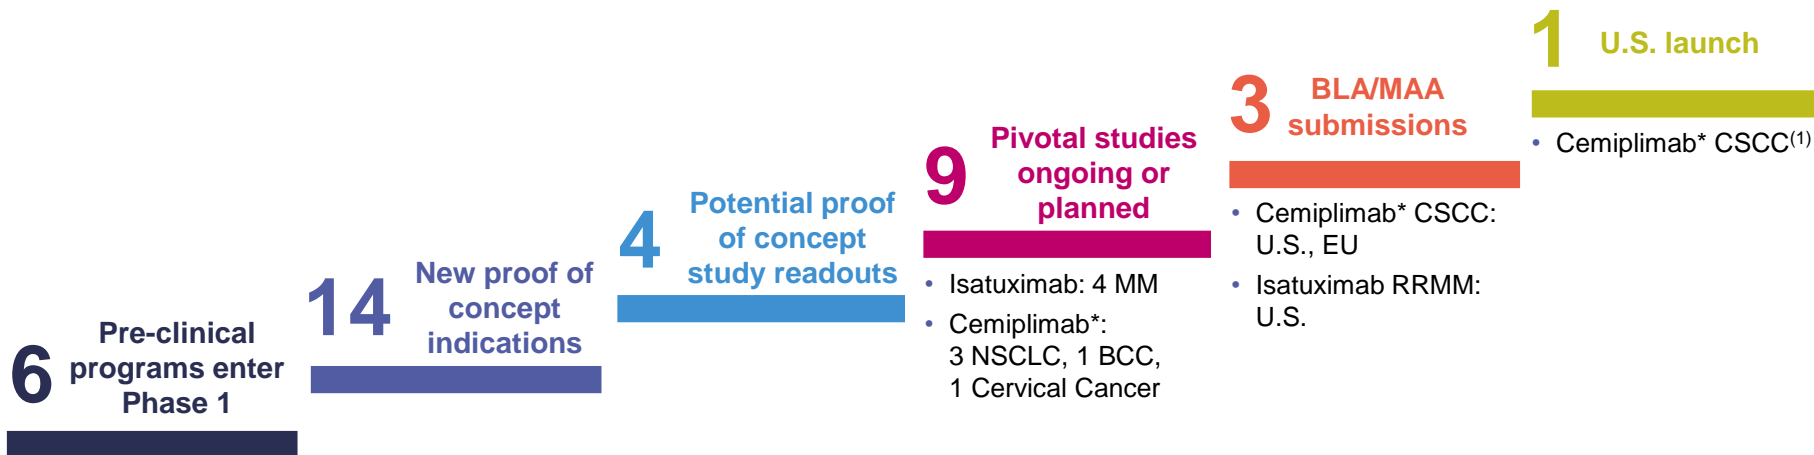 6
Pre-clinical
programs enter
Phase 1
14
New proof of
concept
indications
4
Potential proof
of concept
study readouts
9
Pivotal studies
ongoing or
planned
• Isatuximab: 4 MM
• Cemiplimab*:
3 NSCLC, 1 BCC,
1 Cervical Cancer
3
BLA/MAA
submissions
• Cemiplimab* CSCC:
U.S., EU
• Isatuximab RRMM:
U.S.
1
U.S. launch
• Cemiplimab* CSCC(1)